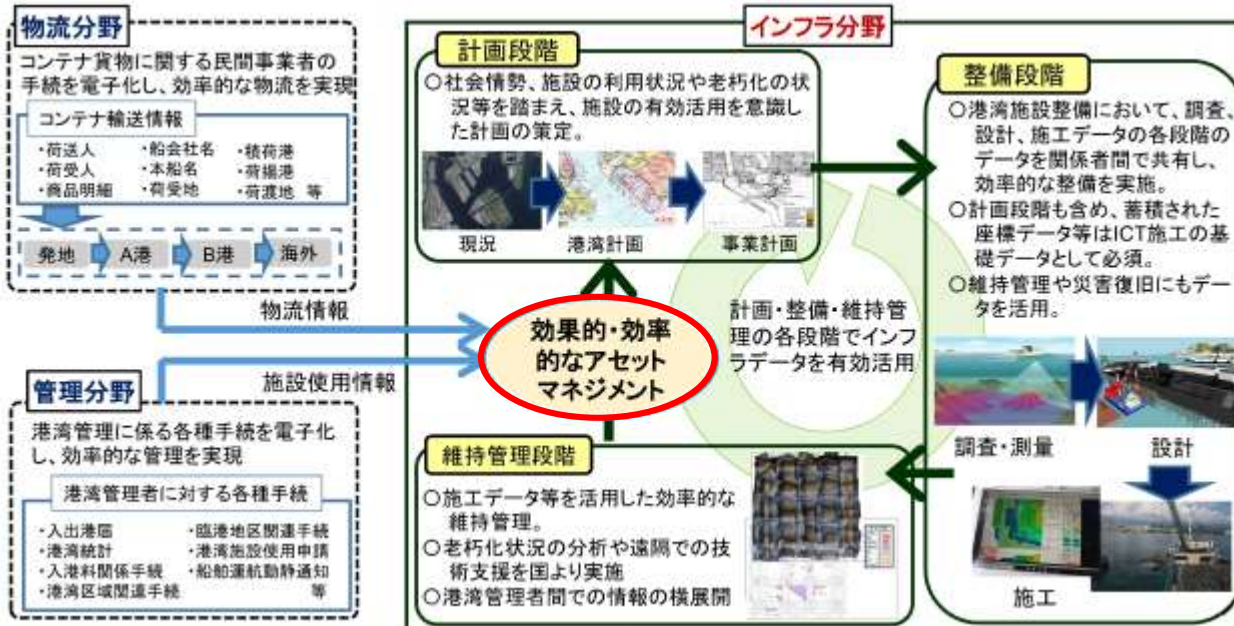 物流分野
コンテナ貨物に関する民間事業者の
手続を電子化し、効率的な物流を実現
コンテナ輸送情報
・荷送人
・荷受人
・商品明細
・船会社名
・本船名
・荷受地
・積荷港
・荷揚港
・荷渡地 等
発地
A港
B港
海外
物流情報
施設使用情報
管理分野
港湾管理に係る各種手続を電子化
し、効率的な管理を実現
港湾管理者に対する各種手続
・入出港届
・港湾統計
・入港料関係手続
・港湾区域関連手続
・臨港地区関連手続
・港湾施設使用申請
・船舶運航動静通知
等
インフラ分野
計画段階
○社会情勢、施設の利用状況や老朽化の状
況等を踏まえ、施設の有効活用を意識し
た計画の策定。
現況
港湾計画
事業計画
効果的・効率
的なアセット
マネジメント
計画・整備・維持管
理の各段階でインフ
ラデータを有効活用
整備段階
○港湾施設整備において、調査、
設計、施工データの各段階の
データを関係者間で共有し、
効率的な整備を実施。
○計画段階も含め、蓄積された
座標データ等はICT施工の基
礎データとして必須。
○維持管理や災害復旧にもデー
タを活用。
調査・測量
設計
施工
維持管理段階
○施工データ等を活用した効率的な
維持管理。
○老朽化状況の分析や遠隔での技
術支援を国より実施
○港湾管理者間での情報の横展開